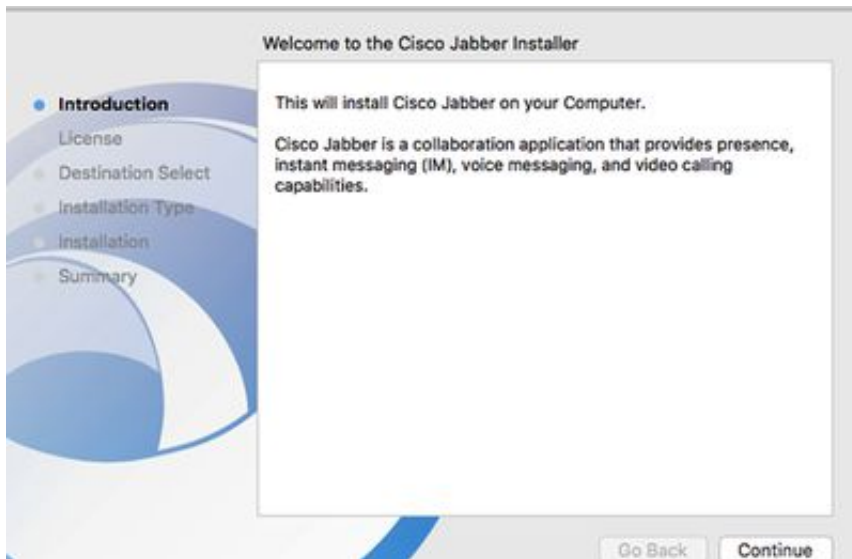 Welcome to the Cisco Jabber Installer
Introduction
License
Destination Select
Installation Type
Installation
Summary
This will install Cisco Jabber on your Computer.
Cisco Jabber is a collaboration application that provides presence,
instant messaging (IM), voice messaging, and video calling
capabilities.
Go Back
Continue